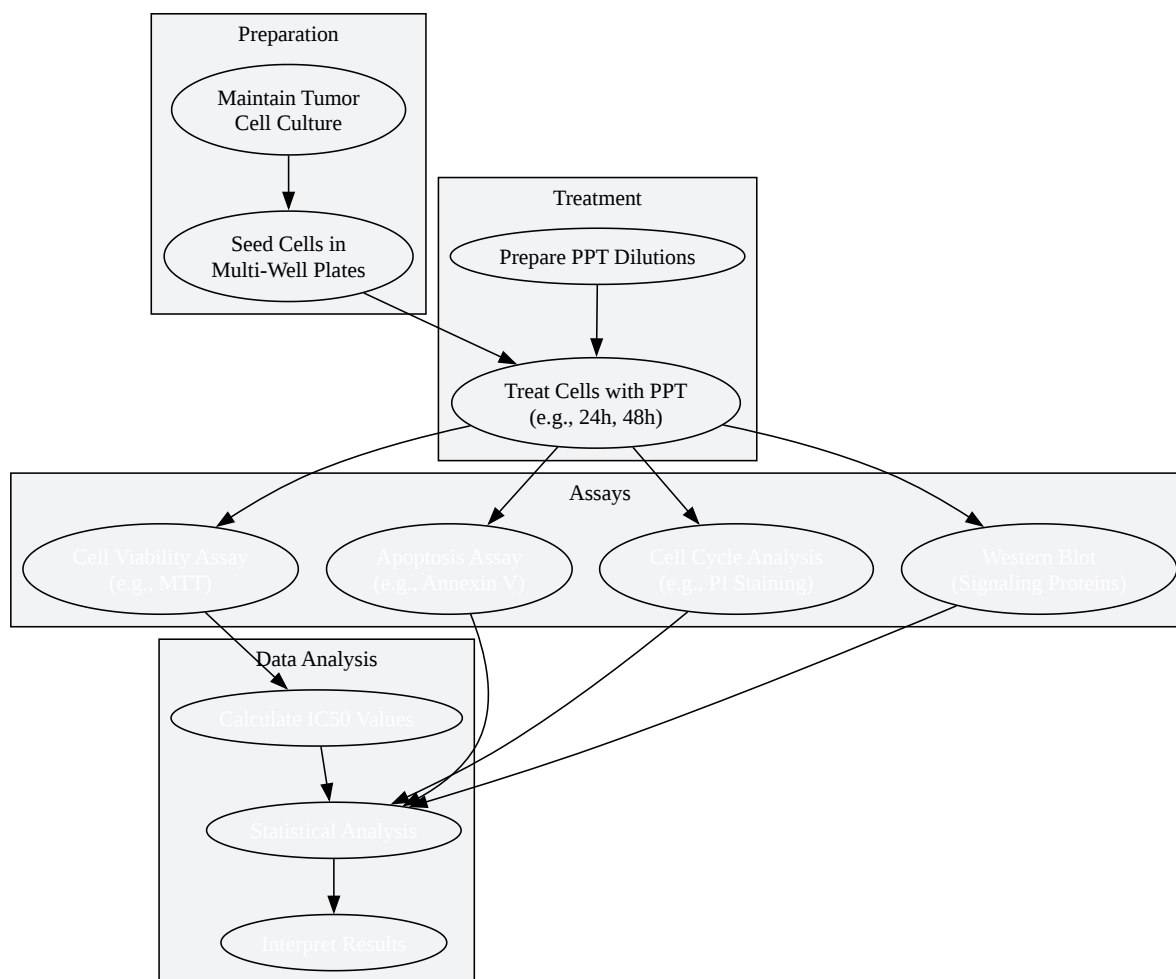 Preparation
Maintain Tumor
Cell Culture
Seed Cells in
Multi-Well Plates
Treatment
Prepare PPT Dilutions
Treat Cells with PPT
(e.g., 24h, 48h)
Assays
Cell Viability Assay
(e.g., MTT)
Apoptosis Assay
(e.g., Annexin V)
Cell Cycle Analysis
(e.g., PI Staining)
Western Blot
(Signaling Proteins)
Data Analysis
Calculate IC50 Values
Statistical Analysis
Interpret Results